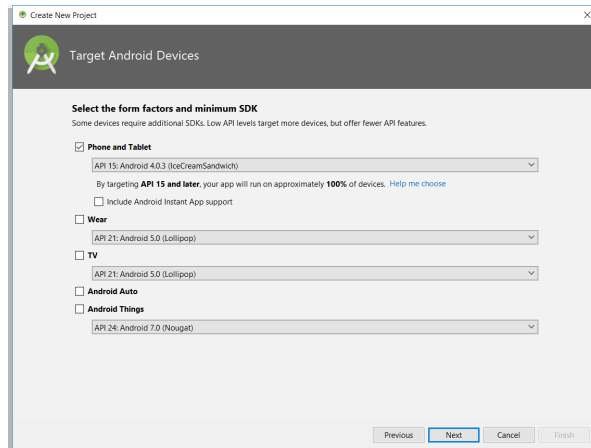 Create New Project
Target Android Devices
Select the form factors and minimum SDK
Some devices require additional SDKs. Low API levels target more devices, but offer fewer API features.
Phone and Tablet
API 15: Android 4.0.3 (IceCreamSandwich)
By targeting API 15 and later, your app will run on approximately 100% of devices. Help me choose
Include Android Instant App support
Wear
API 21: Android 5.0 (Lollipop)
TV
API 21: Android 5.0 (Lollipop)
Android Auto
Android Things
API 24: Android 7.0 (Nougat)
Previous Next Cancel Finish